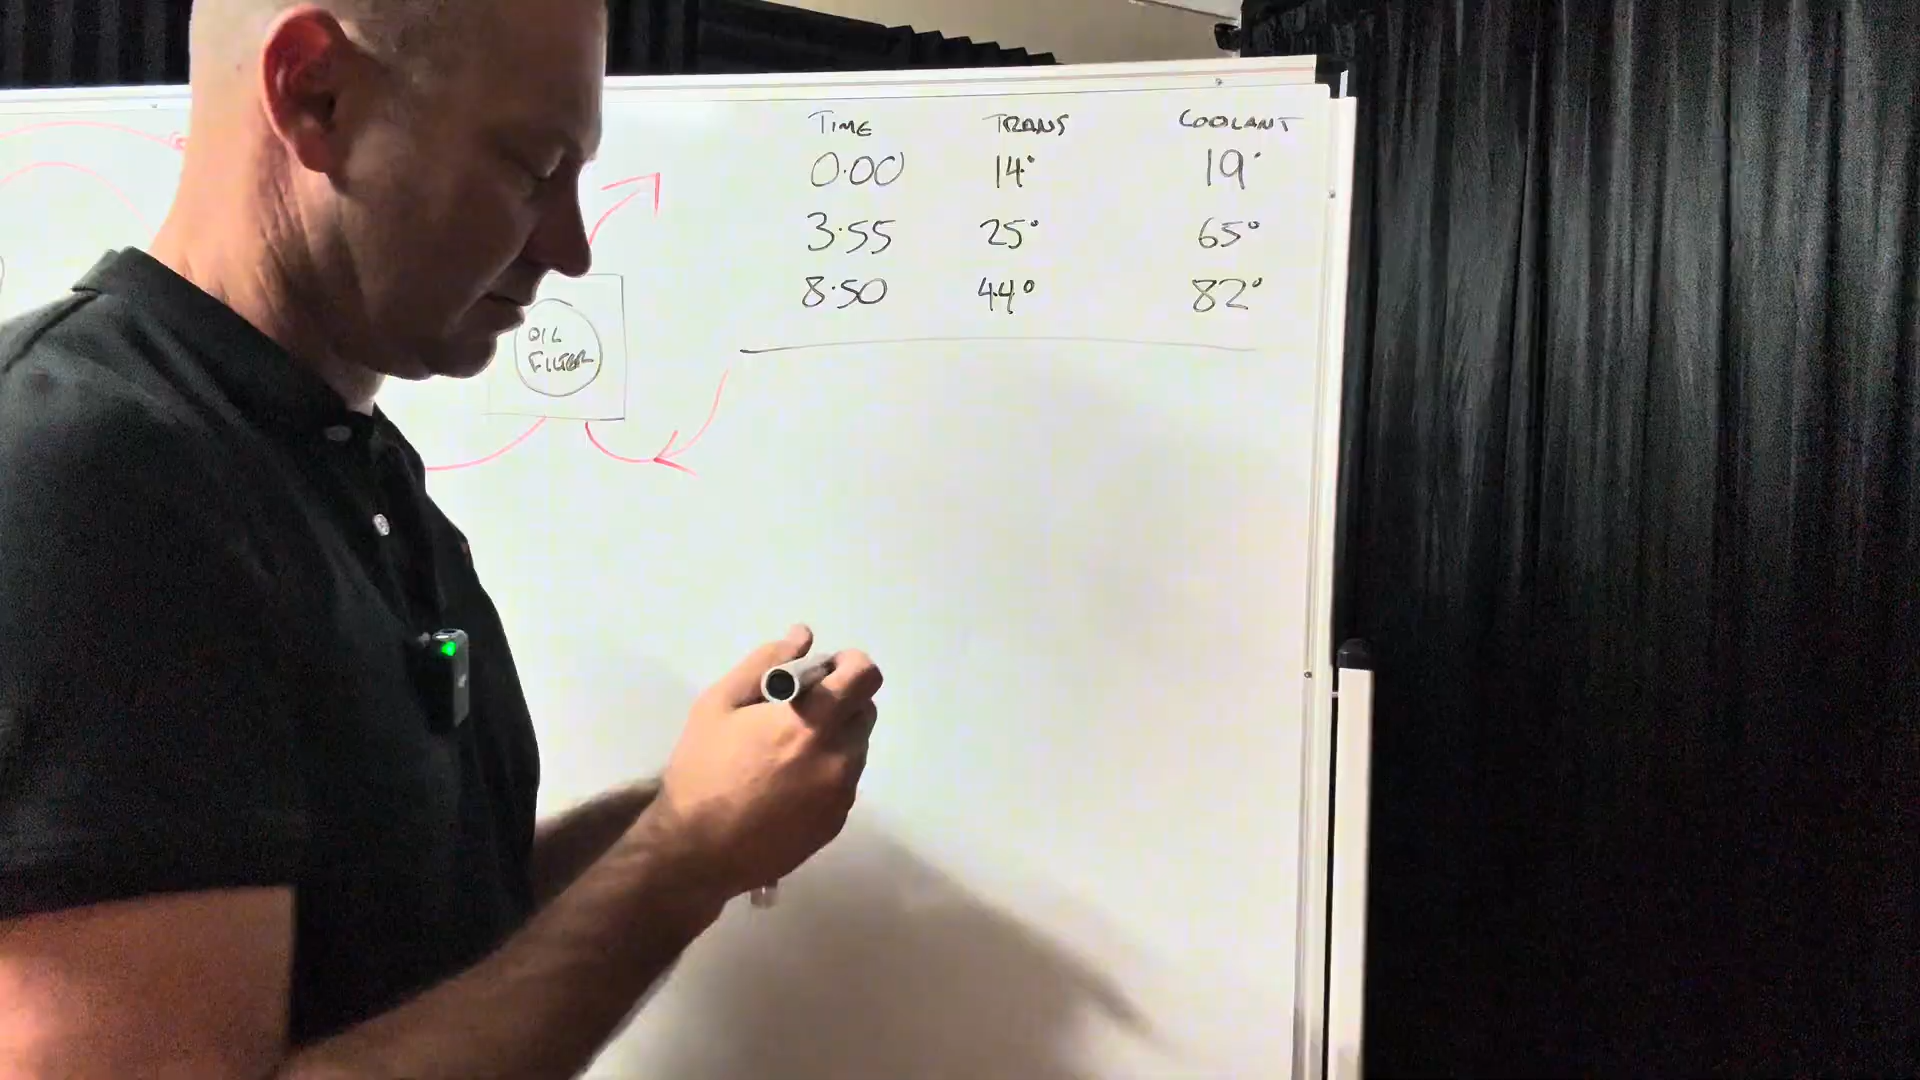 TIME TRANS COOLANT
0.00 14° 19°
3.55 25° 65°
8.50 44° 82°
OIL
FILTER